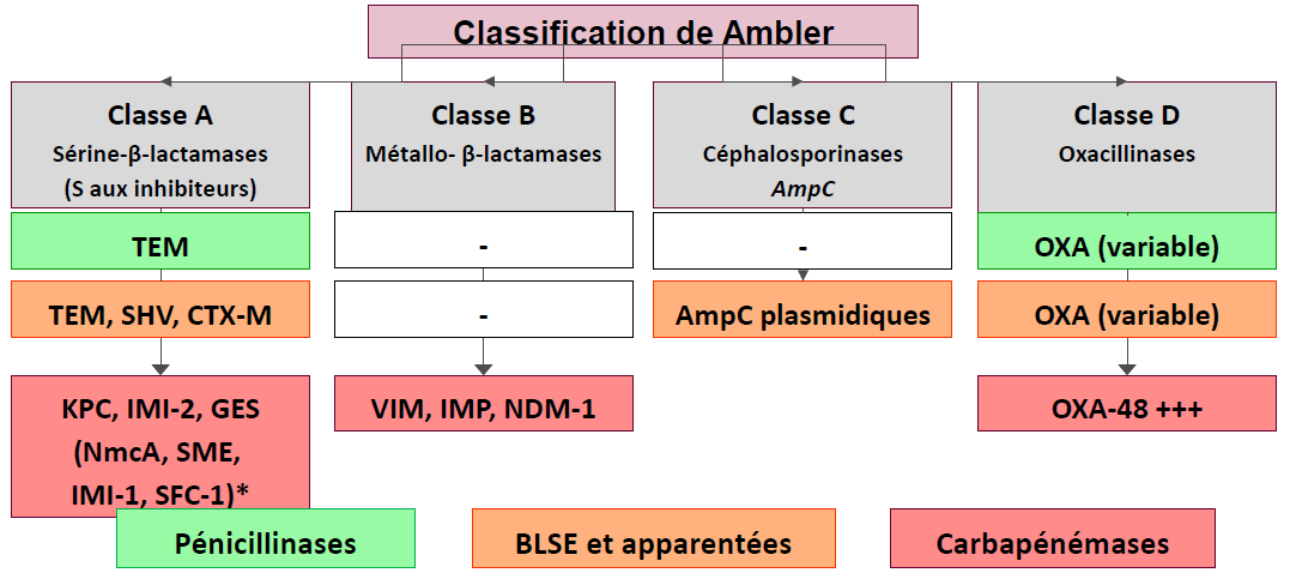 Classification de Ambler
Classe A
Sérine-β-lactamases
(S aux inhibiteurs)
Classe B
Métallo- β-lactamases
Classe C
Céphalosporinases
AmpC
Classe D
Oxacillinases
TEM
-
-
OXA (variable)
TEM, SHV, CTX-M
-
AmpC plasmidiques
OXA (variable)
KPC, IMI-2, GES
(NmcA, SME,
IMI-1, SFC-1)*
VIM, IMP, NDM-1
OXA-48 +++
Pénicillinases
BLSE et apparentées
Carbapénémases